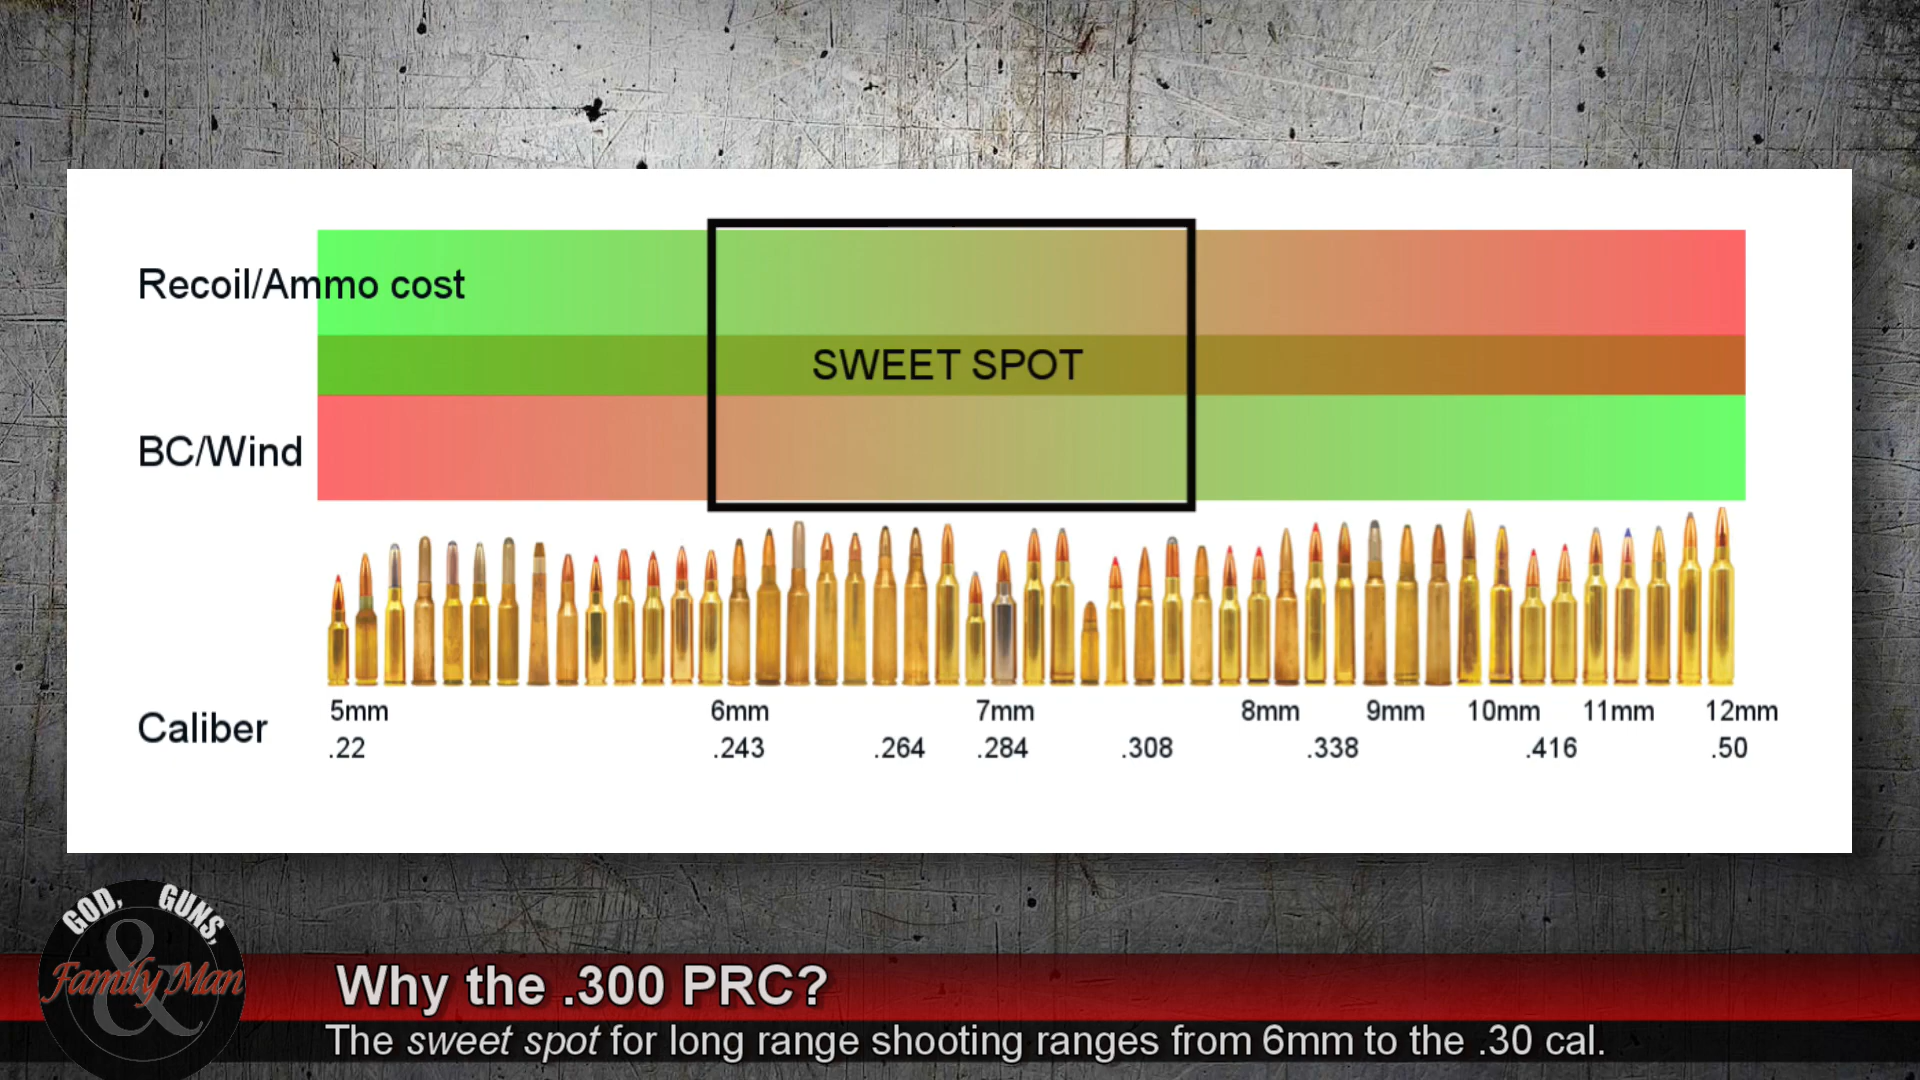 Recoil/Ammo cost
SWEET SPOT
BC/Wind
Caliber
5mm 6mm 7mm 8mm 9mm 10mm 11mm 12mm
.22 .243 .264 .284 .308 .338 .416 .50
GOD, GUNS,
&
Family Man
Why the .300 PRC?
The sweet spot for long range shooting ranges from 6mm to the .30 cal.